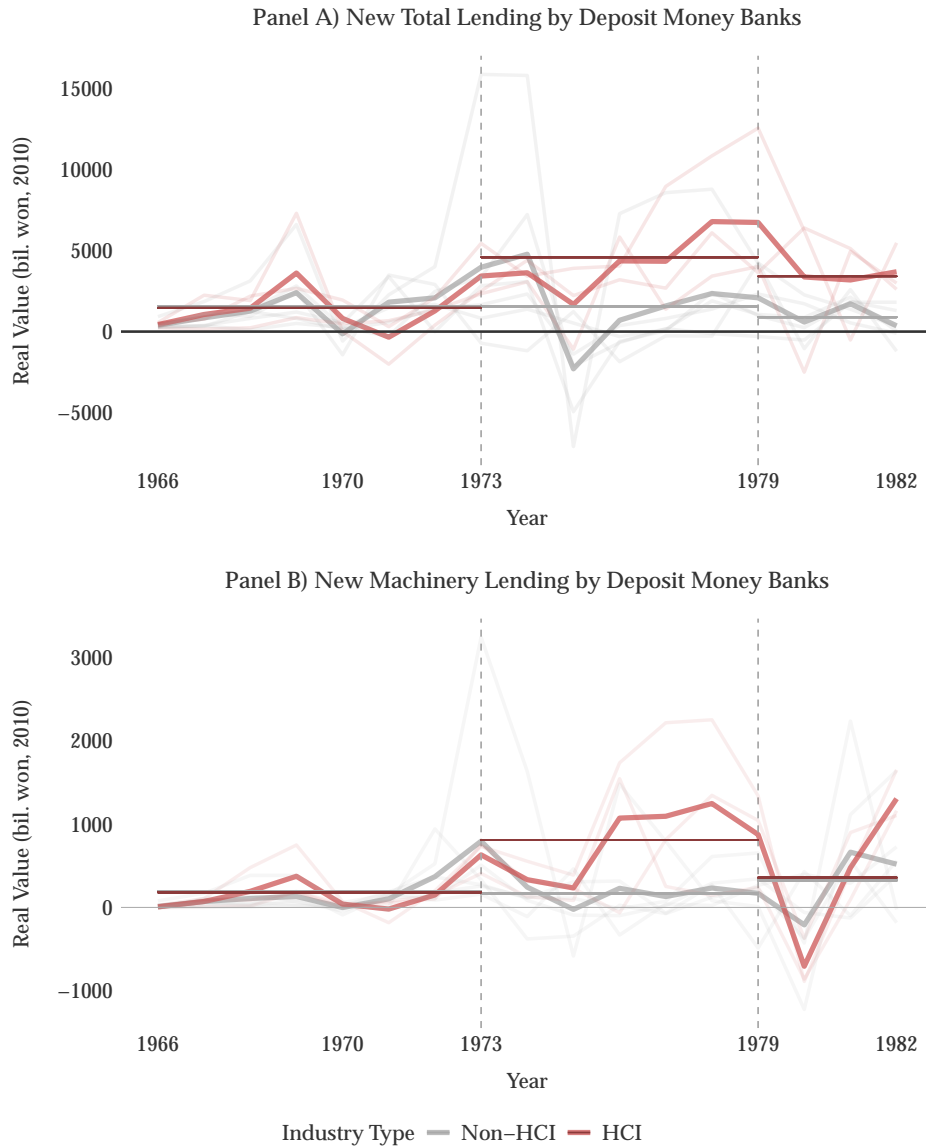 Panel A) New Total Lending by Deposit Money Banks
Real Value (bil. won, 2010)
15000
10000
5000
0
−5000
1966 1970 1973 1979 1982
Year
Panel B) New Machinery Lending by Deposit Money Banks
Real Value (bil. won, 2010)
3000
2000
1000
0
−1000
1966 1970 1973 1979 1982
Year
Industry Type Non−HCI HCI